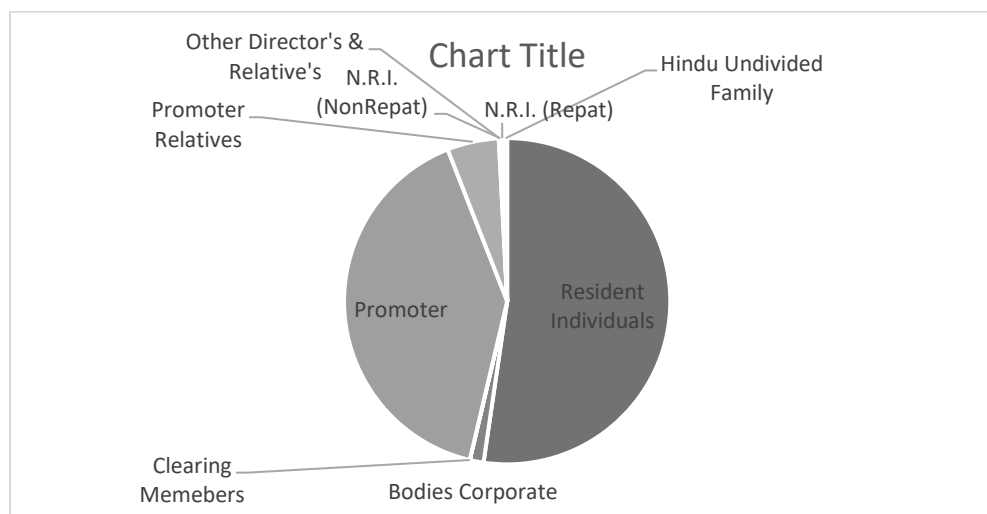 Chart Title
Other Director's &
Relative's
N.R.I.
(NonRepat)
N.R.I. (Repat)
Hindu Undivided
Family
Promoter
Relatives
Resident
Individuals
Promoter
Clearing
Memebers
Bodies Corporate